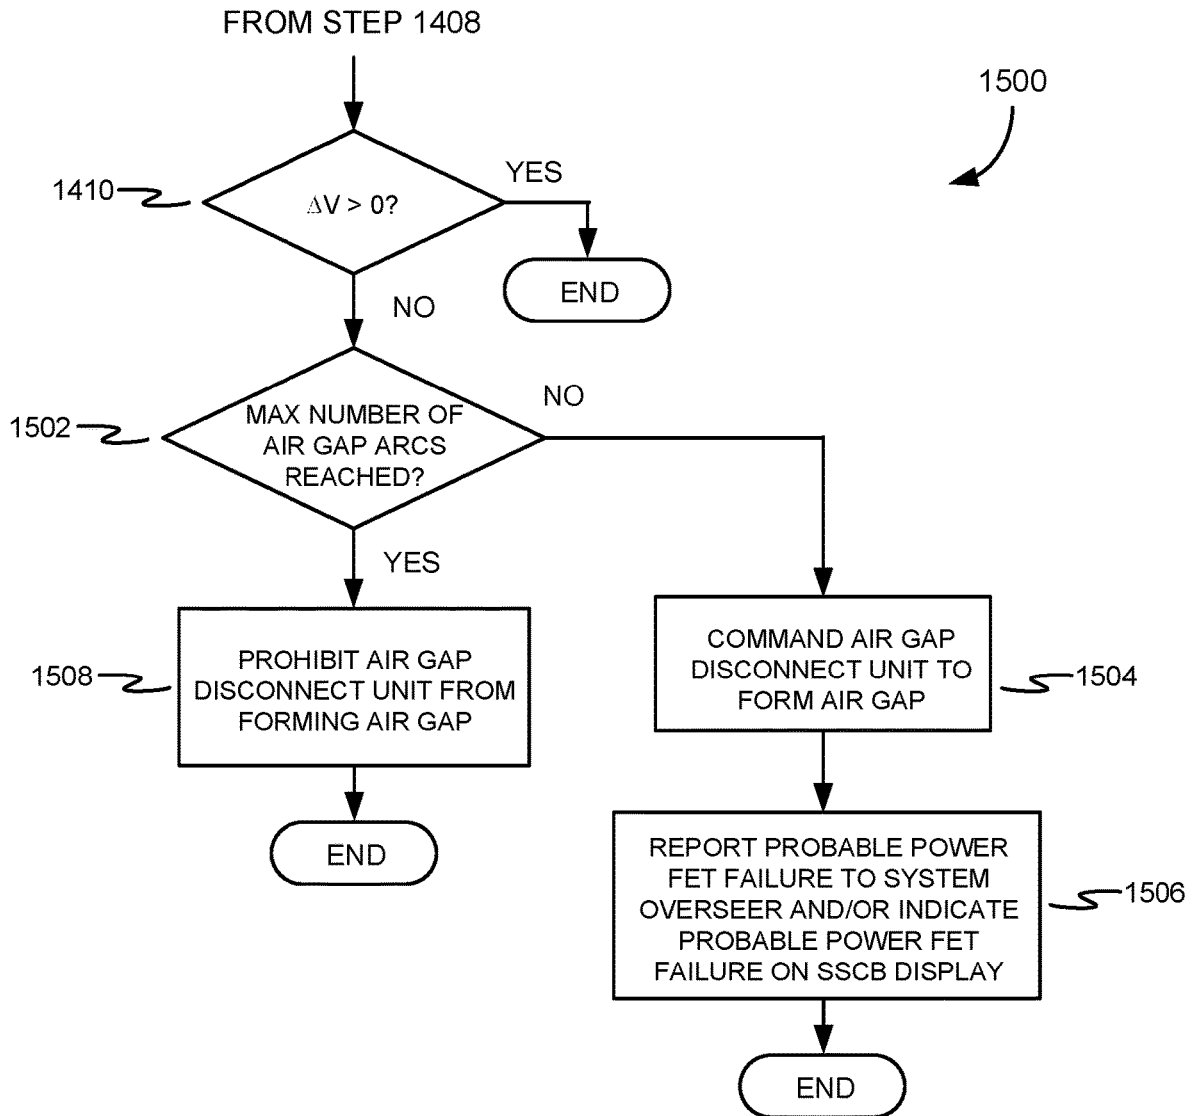 FROM STEP 1408
1500
1410
ΔV > 0?
YES
END
NO
1502
MAX NUMBER OF
AIR GAP ARCS
REACHED?
NO
YES
1508
PROHIBIT AIR GAP
DISCONNECT UNIT FROM
FORMING AIR GAP
END
COMMAND AIR GAP
DISCONNECT UNIT TO
FORM AIR GAP
1504
REPORT PROBABLE POWER
FET FAILURE TO SYSTEM
OVERSEER AND/OR INDICATE
PROBABLE POWER FET
FAILURE ON SSCB DISPLAY
1506
END